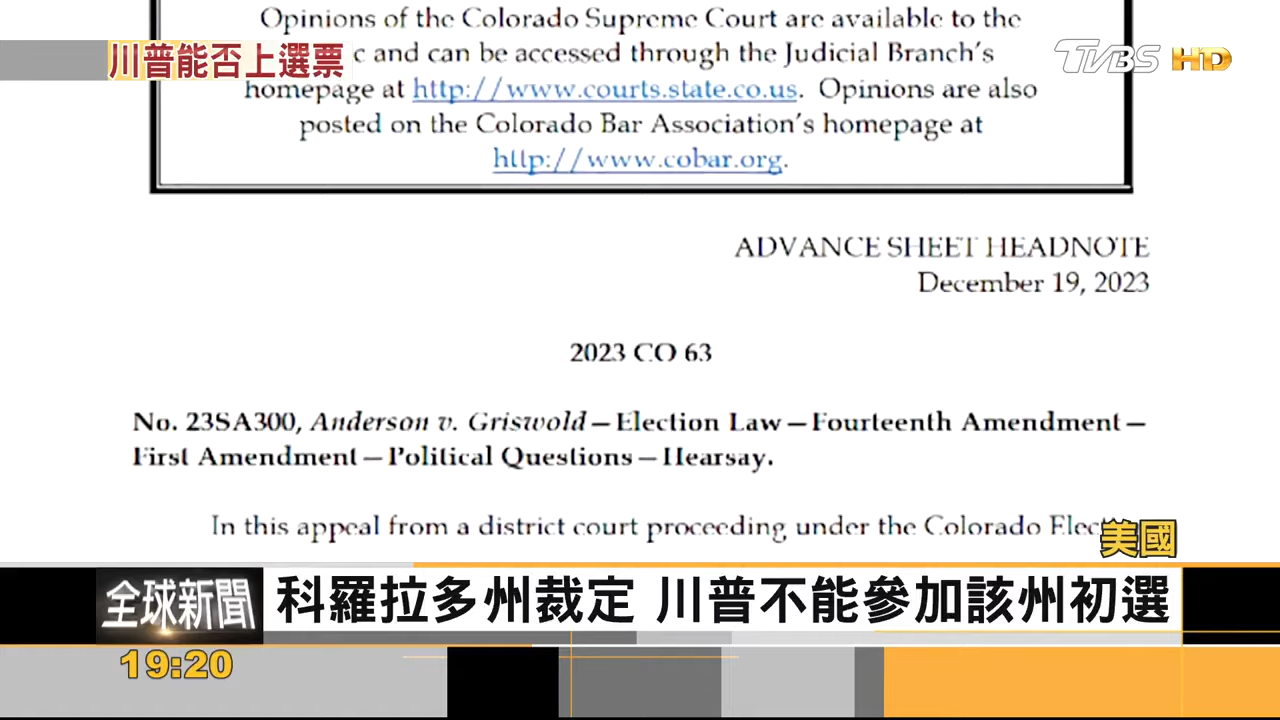 Opinions of the Colorado Supreme Court are available to the
川普能否上選票
c and can be accessed through the Judicial Branch's
TVBS HD
homepage at http://www.courts.state.co.us. Opinions are also
posted on the Colorado Bar Association's homepage at
http://www.cobar.org.
ADVANCE SHEET HEADNOTE
December 19, 2023
2023 CO 63
No. 23SA300, Anderson v. Griswold—Election Law—Fourteenth Amendment—
First Amendment—Political Questions—Hearsay.
In this appeal from a district court proceeding under the Colorado Elec
美國
全球新聞
科羅拉多州裁定 川普不能參加該州初選
19:20